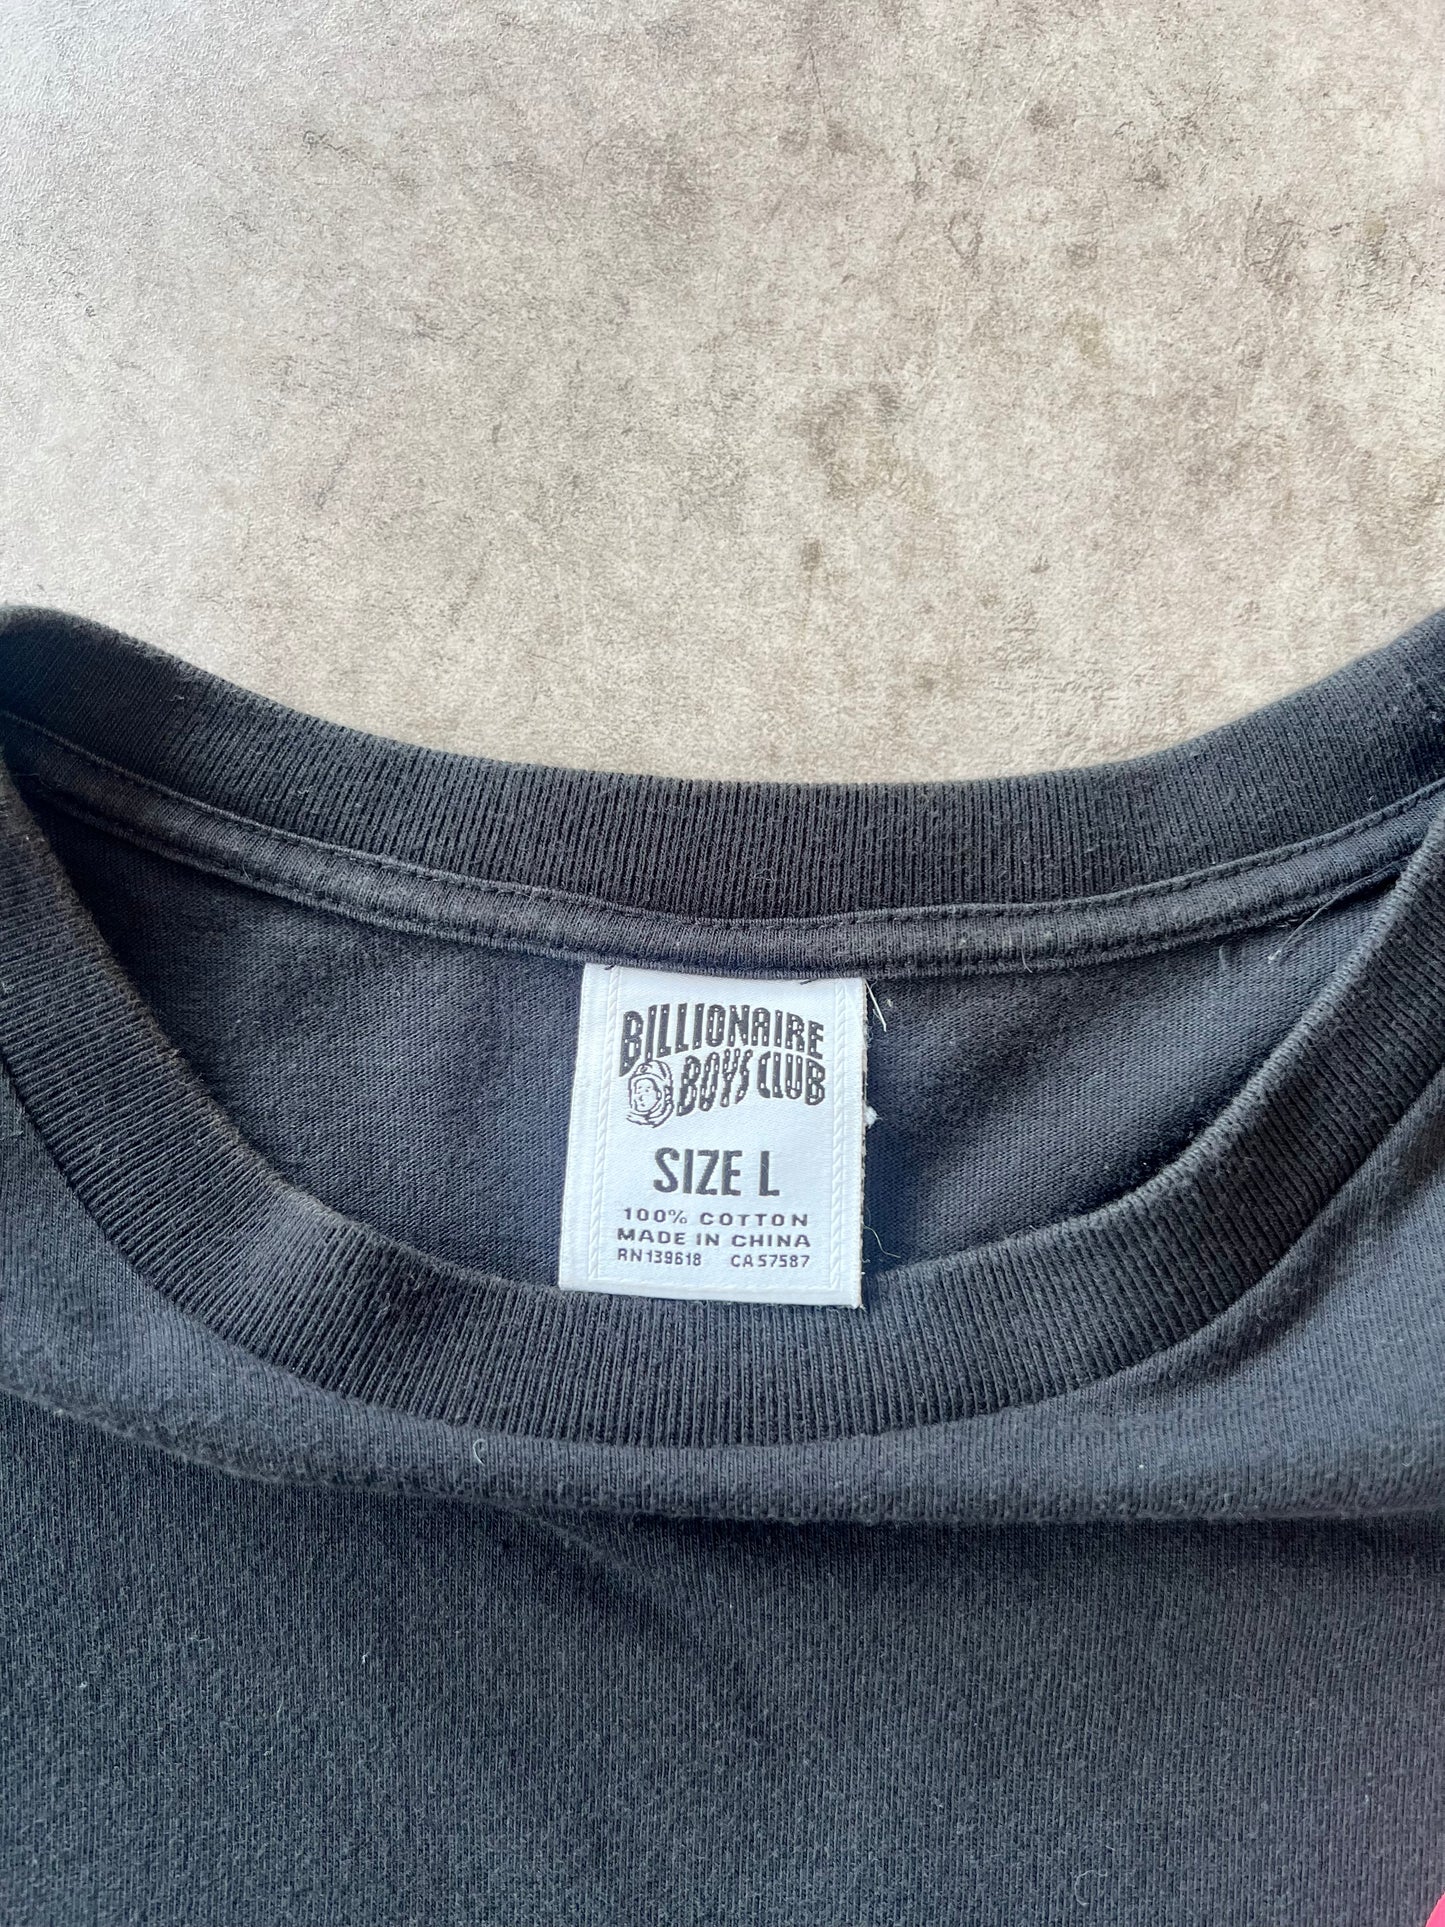 BILLIONAIRE
BOYS CLUB
SIZE L
100% COTTON
MADE IN CHINA
RN139618 CA57587